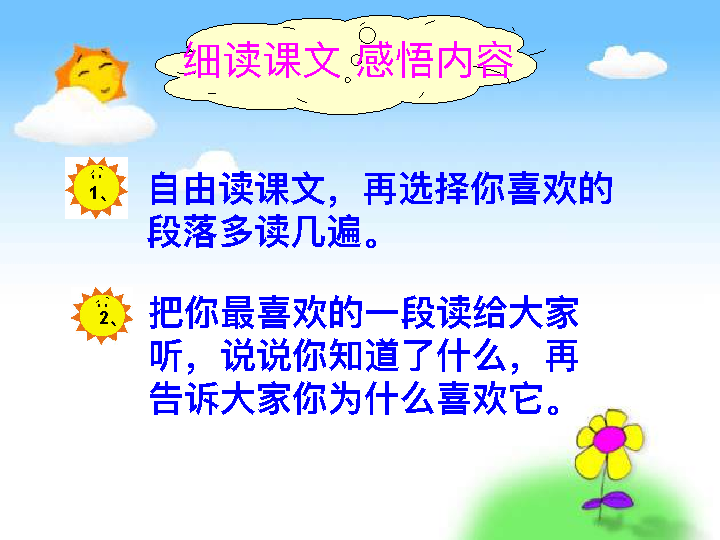 细读课文 感悟内容
1、
自由读课文，再选择你喜欢的
段落多读几遍。
2、
把你最喜欢的一段读给大家
听，说说你知道了什么，再
告诉大家你为什么喜欢它。